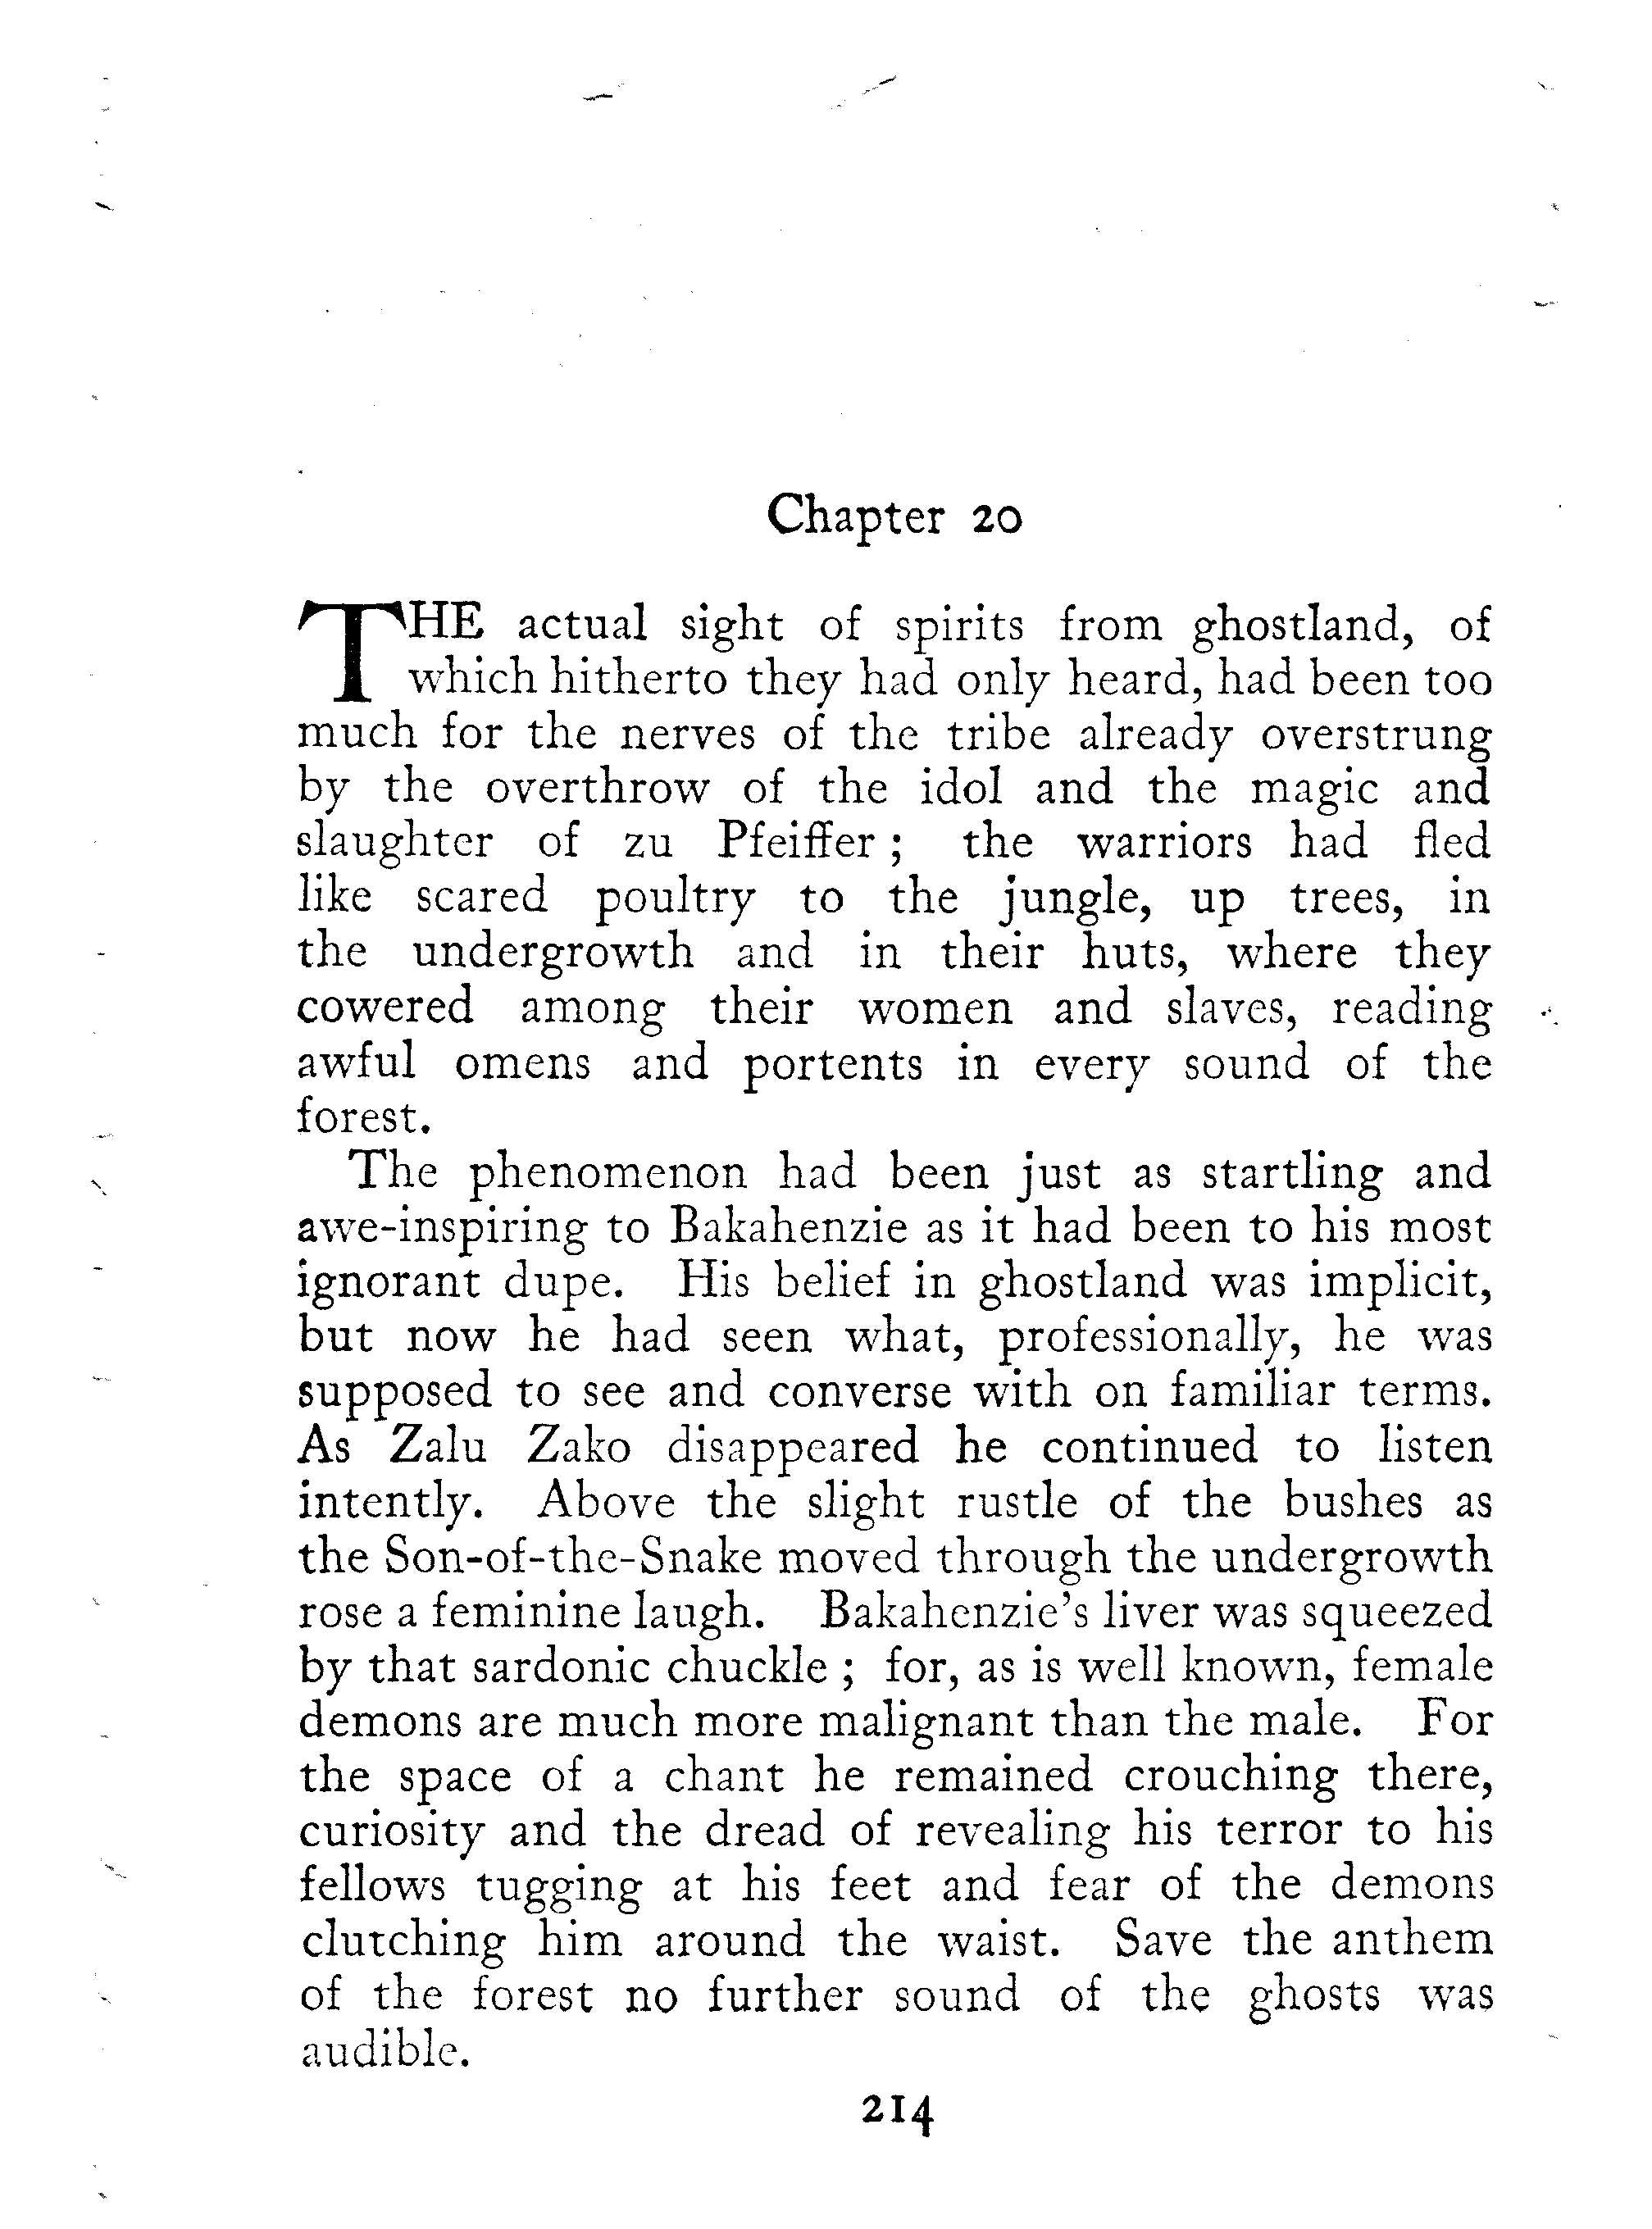 Chapter 20
THE actual sight of spirits from ghostland, of
which hitherto they had only heard, had been too
much for the nerves of the tribe already overstrung
by the overthrow of the idol and the magic and
slaughter of zu Pfeiffer ; the warriors had fled
like scared poultry to the jungle, up trees, in
the undergrowth and in their huts, where they
cowered among their women and slaves, reading
awful omens and portents in every sound of the
forest.
The phenomenon had been just as startling and
awe-inspiring to Bakahenzie as it had been to his most
ignorant dupe. His belief in ghostland was implicit,
but now he had seen what, professionally, he was
supposed to see and converse with on familiar terms.
As Zalu Zako disappeared he continued to listen
intently. Above the slight rustle of the bushes as
the Son-of-the-Snake moved through the undergrowth
rose a feminine laugh. Bakahenzie's liver was squeezed
by that sardonic chuckle ; for, as is well known, female
demons are much more malignant than the male. For
the space of a chant he remained crouching there,
curiosity and the dread of revealing his terror to his
fellows tugging at his feet and fear of the demons
clutching him around the waist. Save the anthem
of the forest no further sound of the ghosts was
audible.
214